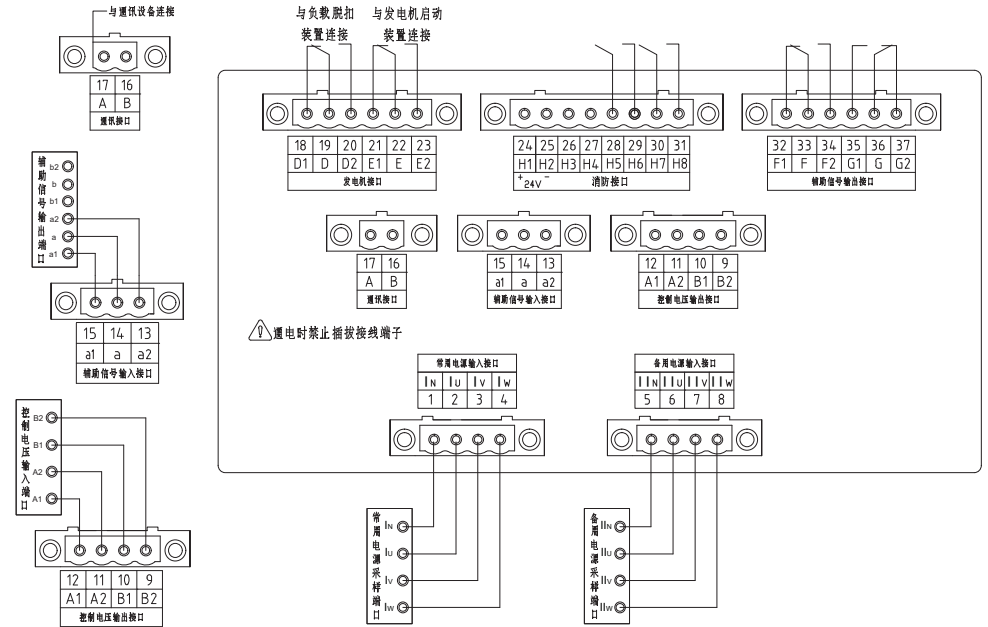 与通讯设备连接
17 16
A B
通讯接口
辅助信号输出端口
b2
b
b1
a2
a
a1
15 14 13
a1 a a2
辅助信号输入接口
控制电压输入端口
B2
B1
A2
A1
12 11 10 9
A1 A2 B1 B2
控制电压输出接口
与负载脱扣装置连接
与发电机启动装置连接
18 19 20 21 22 23
D1 D D2 E1 E E2
发电机接口
24 25 26 27 28 29 30 31
H1 H2 H3 H4 H5 H6 H7 H8
+ 24V - 消防接口
32 33 34 35 36 37
F1 F F2 G1 G G2
辅助信号输出接口
17 16
A B
通讯接口
15 14 13
a1 a a2
辅助信号输入接口
12 11 10 9
A1 A2 B1 B2
控制电压输出接口
通电时禁止插拔接线端子
常用电源输入接口
IN IU IV IW
1 2 3 4
备用电源输入接口
IIN IIU IIV IIW
5 6 7 8
常用电源采样端口
IN
IU
IV
IW
备用电源采样端口
IIN
IIU
IIV
IIW